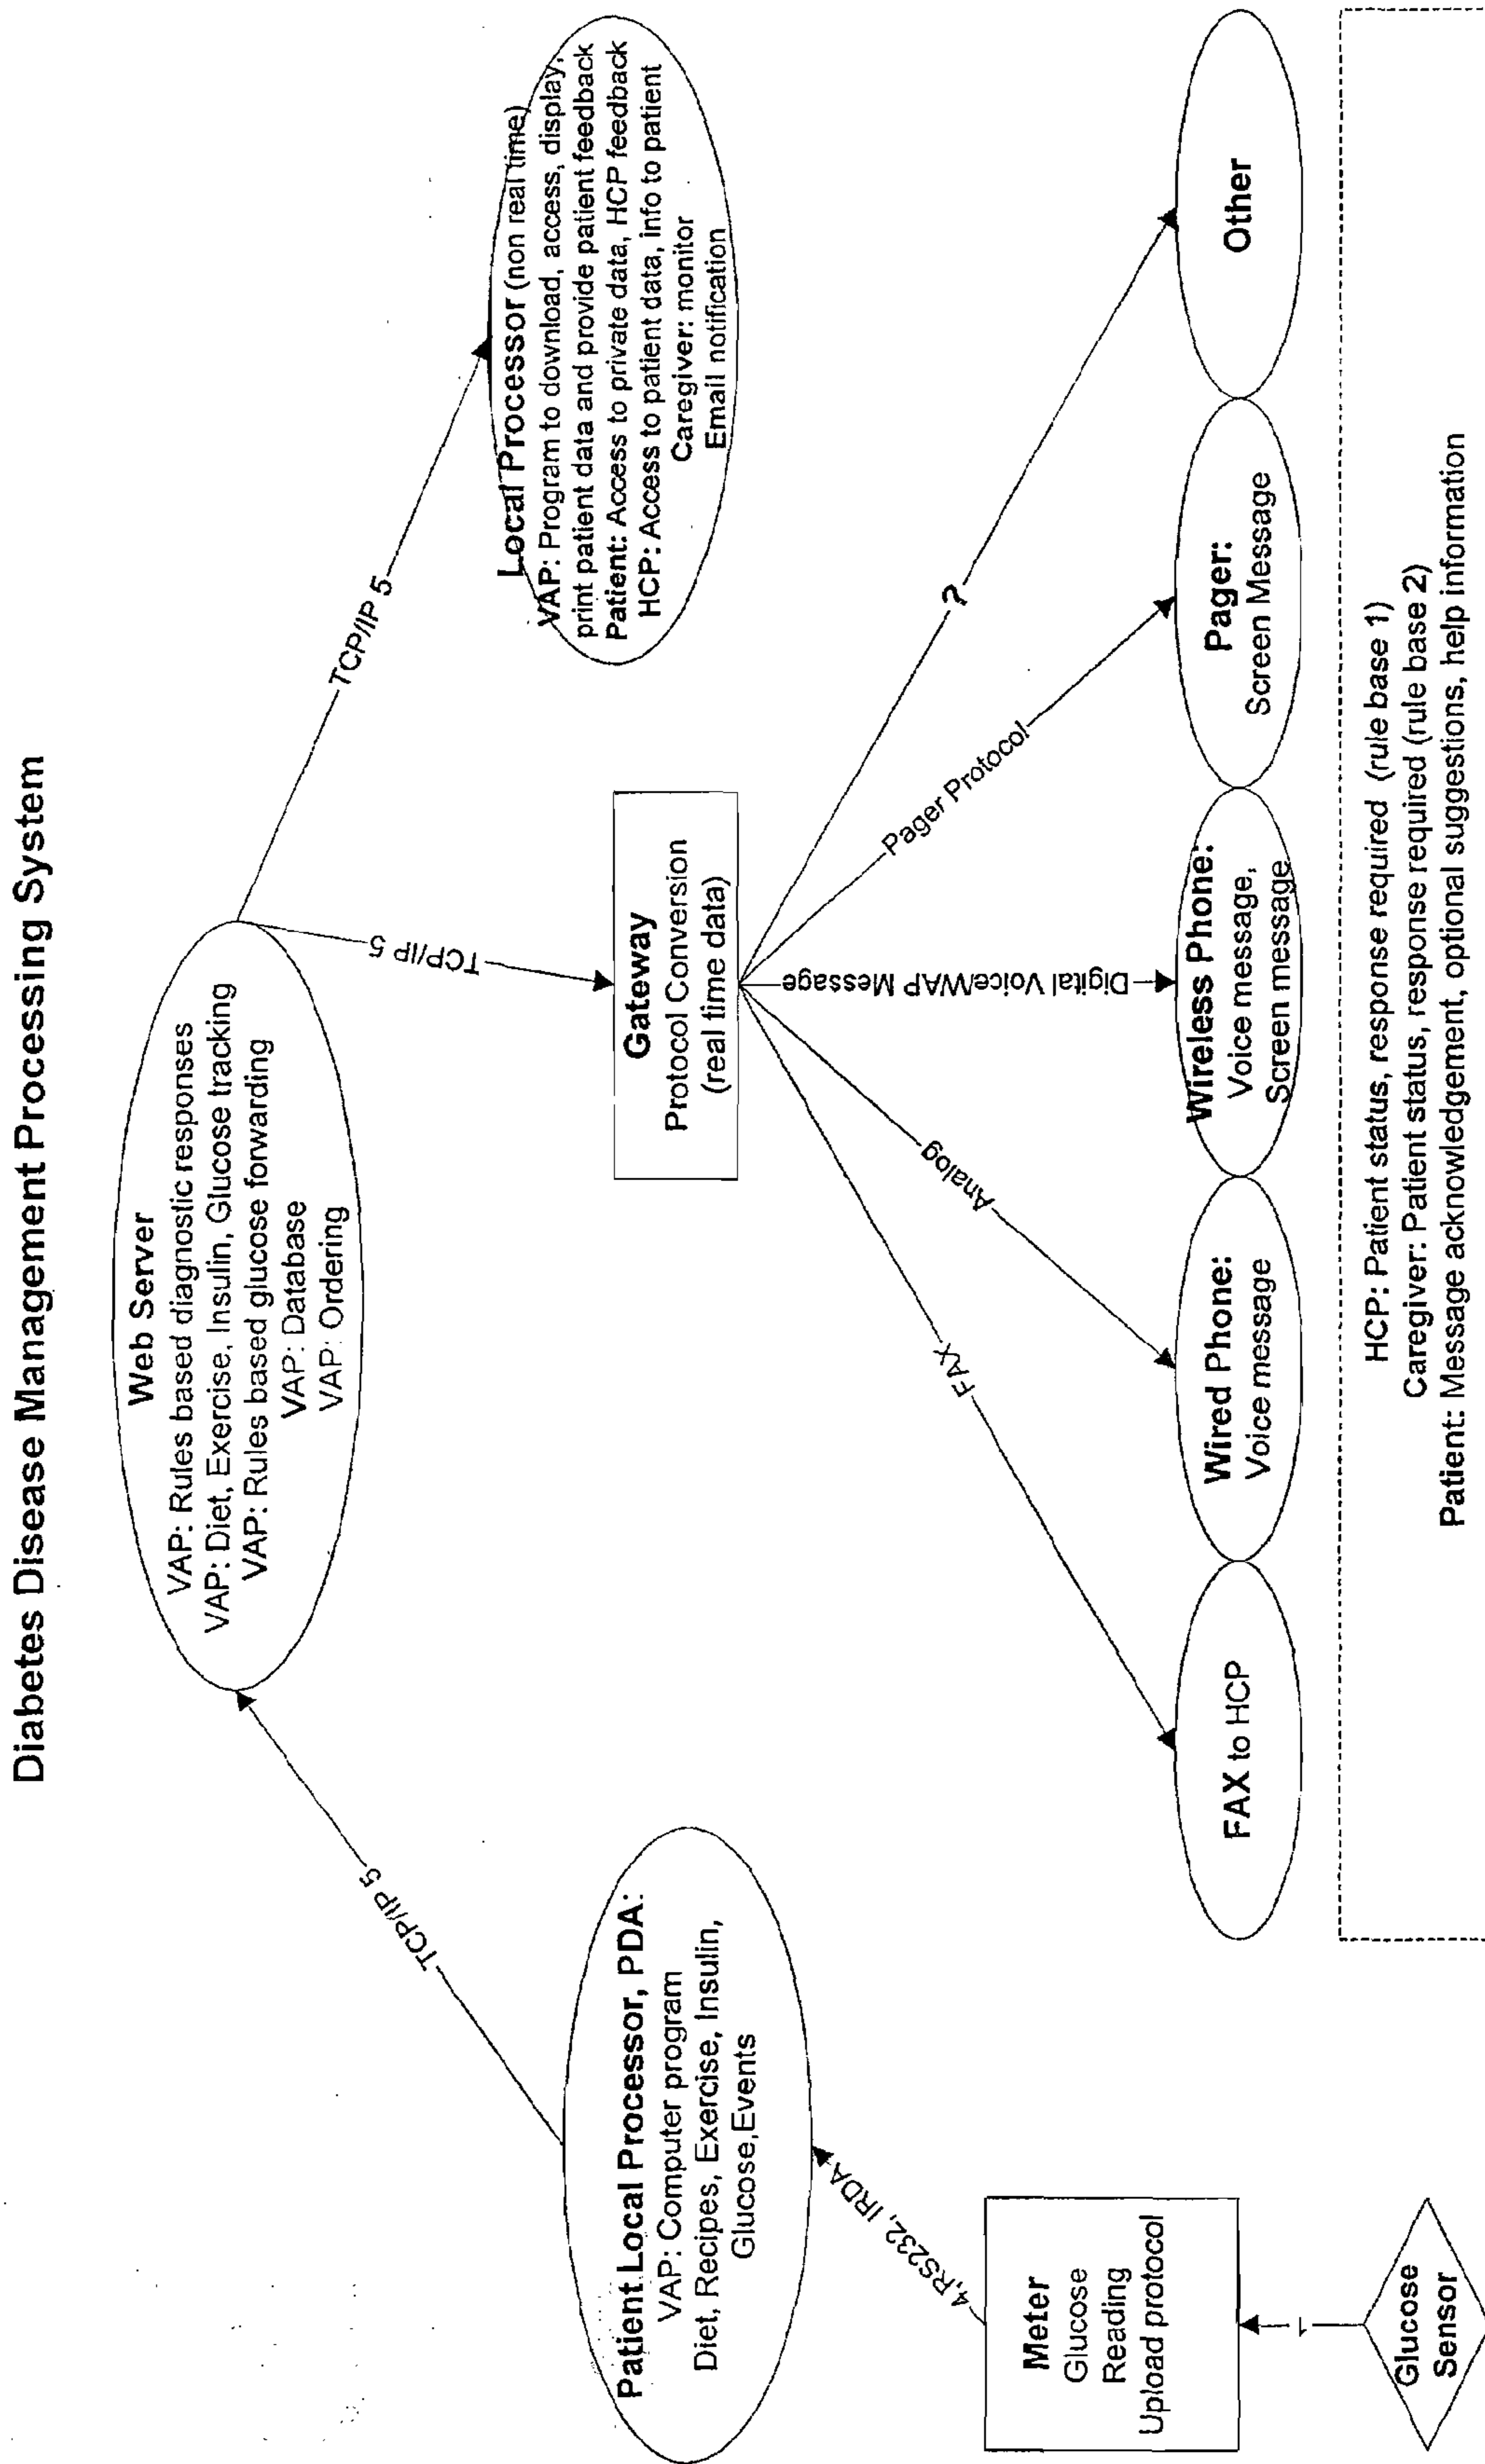 Diabetes Disease Management Processing System
Web Server
VAP: Rules based diagnostic responses
VAP: Diet, Exercise, Insulin, Glucose tracking
VAP: Rules based glucose forwarding
VAP: Database
VAP: Ordering
TCP/IP 5
TCP/IP 5
TCP/IP 5
Patient Local Processor, PDA:
VAP: Computer program
Diet, Recipes, Exercise, Insulin,
Glucose,Events
Local Processor (non real time)
VAP: Program to download, access, display,
print patient data and provide patient feedback
Patient: Access to private data, HCP feedback
HCP: Access to patient data, info to patient
Caregiver: monitor
Email notification
Gateway
Protocol Conversion
(real time data)
4,RS232, IRDA
Meter
Glucose
Reading
Upload protocol
1
Glucose
Sensor
FAX
Analog
Digital Voice/WAP Message
Pager Protocol
?
FAX to HCP
Wired Phone:
Voice message
Wireless Phone:
Voice message,
Screen message
Pager:
Screen Message
Other
HCP: Patient status, response required (rule base 1)
Caregiver: Patient status, response required (rule base 2)
Patient: Message acknowledgement, optional suggestions, help information